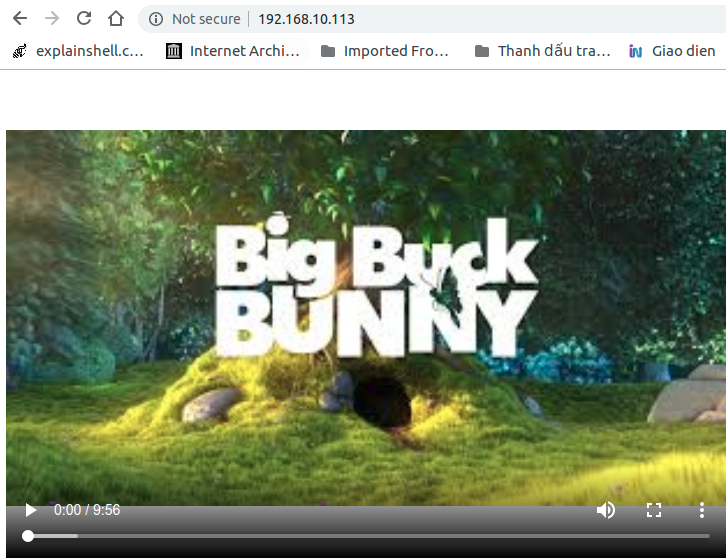 Not secure 192.168.10.113
explainshell.c... Internet Archi... Imported Fro... Thanh dấu tra... Giao dien
Big Buck
BUNNY
0:00 / 9:56